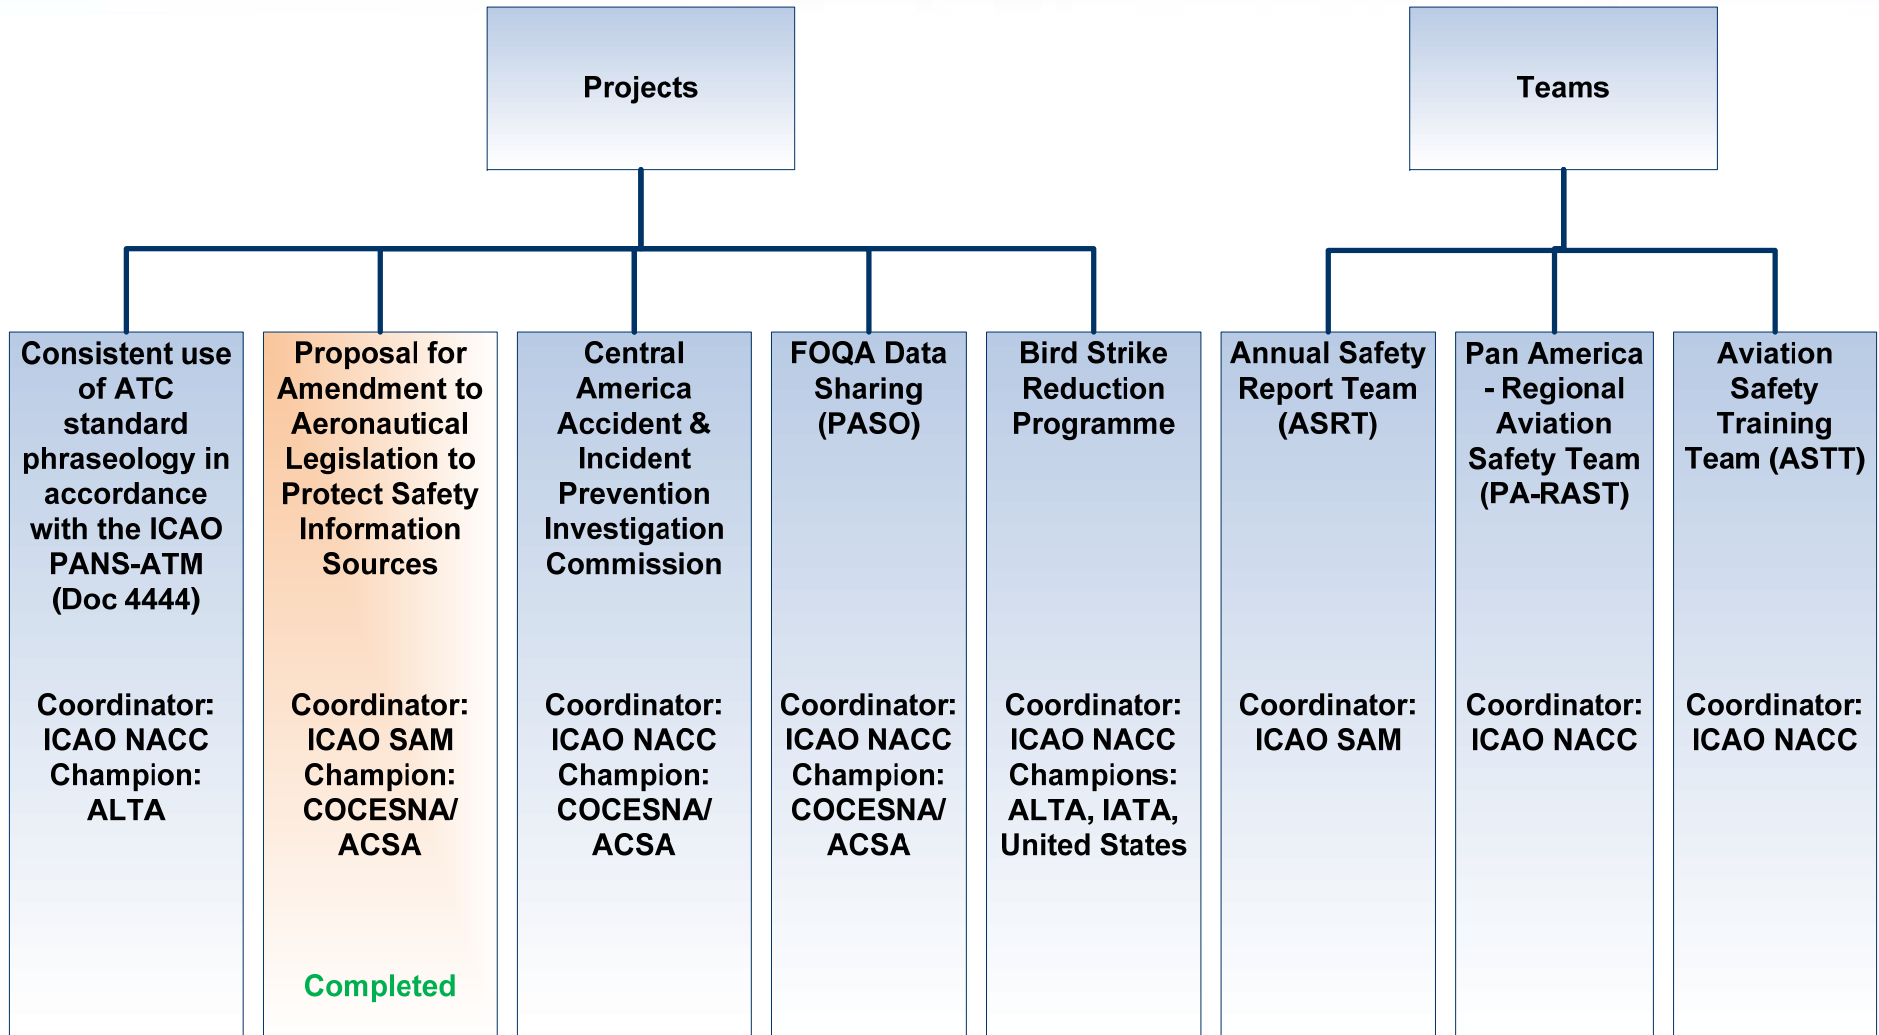 Projects
Teams
Consistent use
of ATC
standard
phraseology in
accordance
with the ICAO
PANS-ATM
(Doc 4444)
Coordinator:
ICAO NACC
Champion:
ALTA
Proposal for
Amendment to
Aeronautical
Legislation to
Protect Safety
Information
Sources
Coordinator:
ICAO SAM
Champion:
COCESNA/
ACSA
Completed
Central
America
Accident &
Incident
Prevention
Investigation
Commission
Coordinator:
ICAO NACC
Champion:
COCESNA/
ACSA
FOQA Data
Sharing
(PASO)
Coordinator:
ICAO NACC
Champion:
COCESNA/
ACSA
Bird Strike
Reduction
Programme
Coordinator:
ICAO NACC
Champions:
ALTA, IATA,
United States
Annual Safety
Report Team
(ASRT)
Coordinator:
ICAO SAM
Pan America
- Regional
Aviation
Safety Team
(PA-RAST)
Coordinator:
ICAO NACC
Aviation
Safety
Training
Team (ASTT)
Coordinator:
ICAO NACC